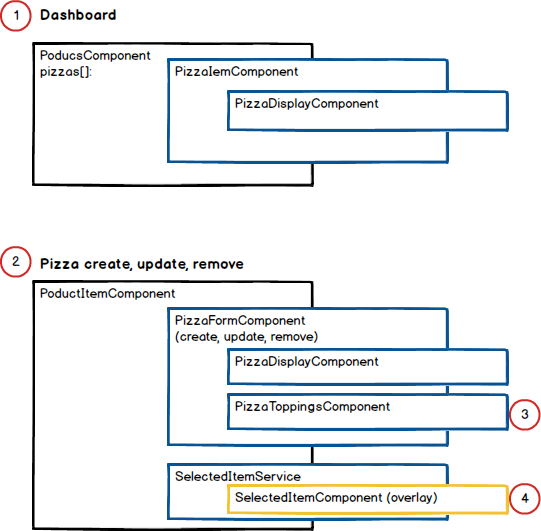 1 Dashboard
PoducsComponent
pizzas[]:
PizzaIemComponent
PizzaDisplayComponent
2 Pizza create, update, remove
PoductItemComponent
PizzaFormComponent
(create, update, remove)
PizzaDisplayComponent
PizzaToppingsComponent
3
SelectedItemService
SelectedItemComponent (overlay)
4